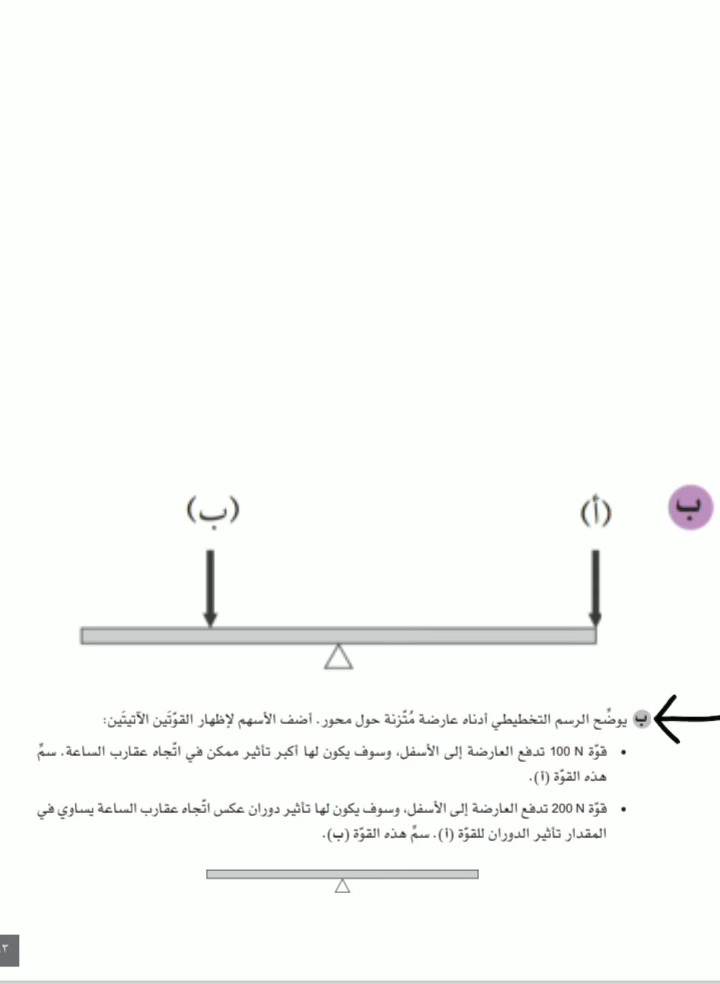 ب
(أ)
(ب)
ب يوضِّح الرسم التخطيطي أدناه عارضة مُتّزنة حول محور. أضف الأسهم لإظهار القوّتَين الآتيتَين:
• قوّة 100 N تدفع العارضة إلى الأسفل، وسوف يكون لها أكبر تأثير ممكن في اتّجاه عقارب الساعة. سمِّ
هذه القوّة (أ).
• قوّة 200 N تدفع العارضة إلى الأسفل، وسوف يكون لها تأثير دوران عكس اتّجاه عقارب الساعة يساوي في
المقدار تأثير الدوران للقوّة (أ). سمِّ هذه القوّة (ب).